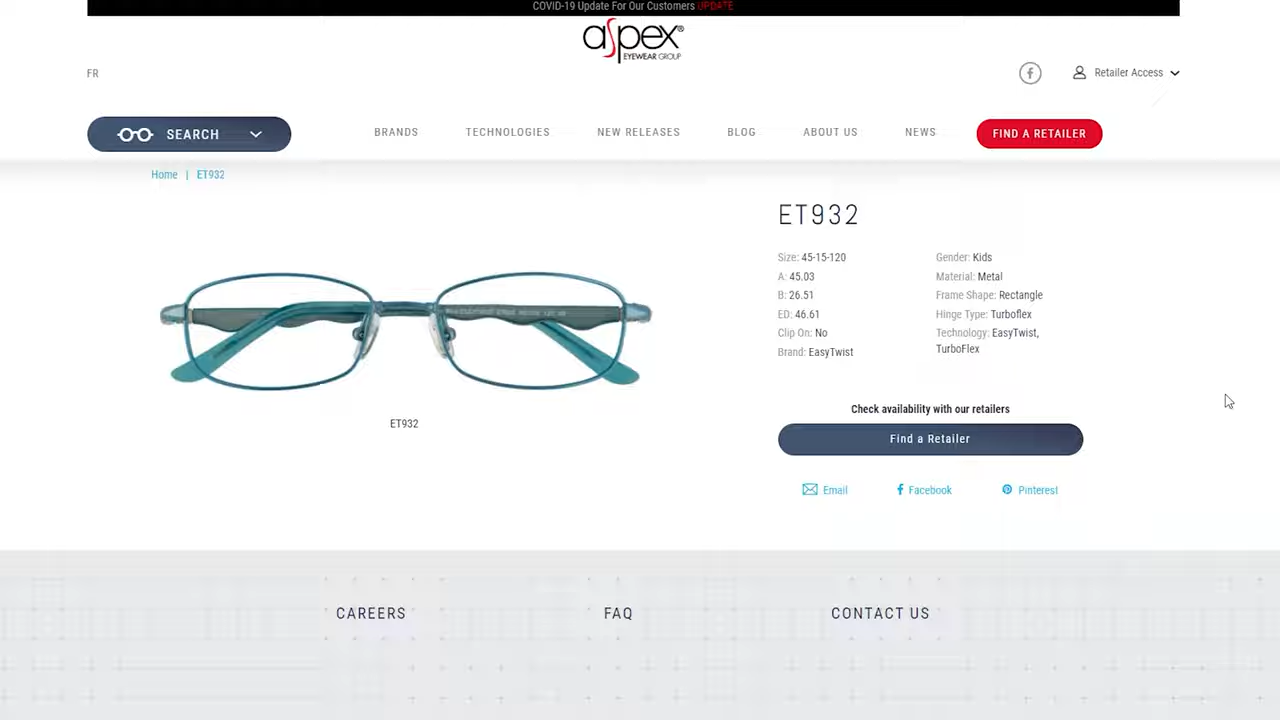 COVID-19 Update For Our Customers UPDATE
aspex®
EYEWEAR GROUP
FR
Retailer Access
SEARCH
BRANDS
TECHNOLOGIES
NEW RELEASES
BLOG
ABOUT US
NEWS
FIND A RETAILER
Home | ET932
ET932
ET932
Size: 45-15-120
A: 45.03
B: 26.51
ED: 46.61
Clip On: No
Brand: EasyTwist
Gender: Kids
Material: Metal
Frame Shape: Rectangle
Hinge Type: Turboflex
Technology: EasyTwist,
TurboFlex
Check availability with our retailers
Find a Retailer
Email
Facebook
Pinterest
CAREERS
FAQ
CONTACT US